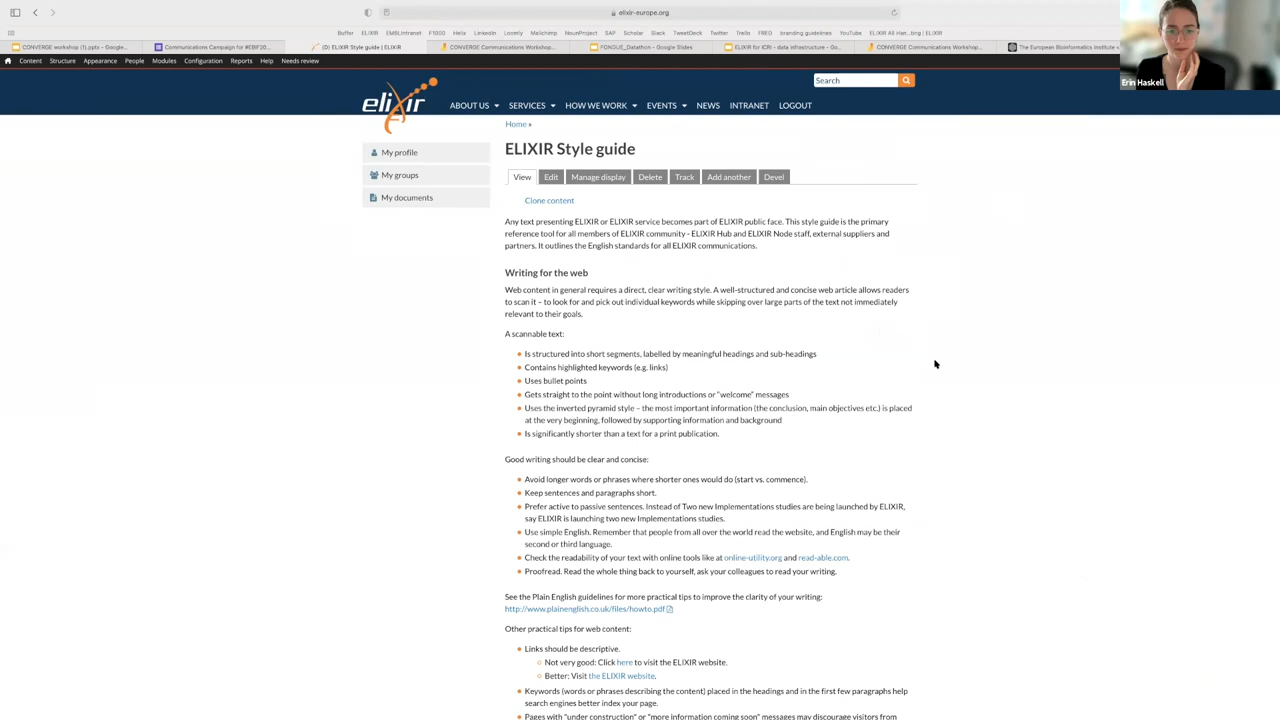 elixir-europe.org
Buffer ELIXIR EMBLIntranet F1000 Helix LinkedIn Loomly Mailchimp NounProject SAP Scholar Slack TweetDeck Twitter Trello FREO branding guidelines YouTube ELIXIR All Han...bing | ELIXIR
CONVERGE workshop (1).pptx – Google... Communications Campaign for #EBIF20... (D) ELIXIR Style guide | ELIXIR CONVERGE Communications Workshop... FONDUE_Datathon – Google Slides ELIXIR for ICRI - data infrastructure – Go... CONVERGE Communications Workshop... The European Bioinformatics Institute <
Erin Haskell
Content Structure Appearance People Modules Configuration Reports Help Needs review
Search
elixir
ABOUT US SERVICES HOW WE WORK EVENTS NEWS INTRANET LOGOUT
Home »
My profile
My groups
My documents
ELIXIR Style guide
View Edit Manage display Delete Track Add another Devel
Clone content
Any text presenting ELIXIR or ELIXIR service becomes part of ELIXIR public face. This style guide is the primary
reference tool for all members of ELIXIR community - ELIXIR Hub and ELIXIR Node staff, external suppliers and
partners. It outlines the English standards for all ELIXIR communications.
Writing for the web
Web content in general requires a direct, clear writing style. A well-structured and concise web article allows readers
to scan it – to look for and pick out individual keywords while skipping over large parts of the text not immediately
relevant to their goals.
A scannable text:
Is structured into short segments, labelled by meaningful headings and sub-headings
Contains highlighted keywords (e.g. links)
Uses bullet points
Gets straight to the point without long introductions or "welcome" messages
Uses the inverted pyramid style – the most important information (the conclusion, main objectives etc.) is placed
at the very beginning, followed by supporting information and background
Is significantly shorter than a text for a print publication.
Good writing should be clear and concise:
Avoid longer words or phrases where shorter ones would do (start vs. commence).
Keep sentences and paragraphs short.
Prefer active to passive sentences. Instead of Two new Implementations studies are being launched by ELIXIR,
say ELIXIR is launching two new Implementations studies.
Use simple English. Remember that people from all over the world read the website, and English may be their
second or third language.
Check the readability of your text with online tools like at online-utility.org and read-able.com.
Proofread. Read the whole thing back to yourself, ask your colleagues to read your writing.
See the Plain English guidelines for more practical tips to improve the clarity of your writing:
http://www.plainenglish.co.uk/files/howto.pdf
Other practical tips for web content:
Links should be descriptive.
Not very good: Click here to visit the ELIXIR website.
Better: Visit the ELIXIR website.
Keywords (words or phrases describing the content) placed in the headings and in the first few paragraphs help
search engines better index your page.
Pages with "under construction" or "more information coming soon" messages may discourage visitors from